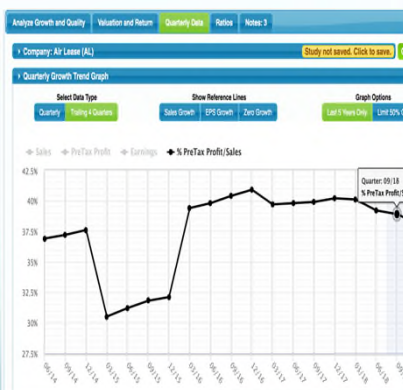 Analyze Growth and Quality Valuation and Return Quarterly Data Ratios Notes: 3
Company: Air Lease (AL) Study not saved. Click to save.
Quarterly Growth Trend Graph
Select Data Type Show Reference Lines Graph Options
Quarterly Trailing 4 Quarters Sales Growth EPS Growth Zero Growth Last 5 Years Only Limit 50%
Sales PreTax Profit Earnings % PreTax Profit/Sales
42.5%
Quarter: 09/18
% PreTax Profit/S
40%
37.5%
35%
32.5%
30%
27.5%
06/14 09/14 12/14 03/15 06/15 09/15 12/15 03/16 06/16 09/16 12/16 03/17 06/17 09/17 12/17 03/18 06/18